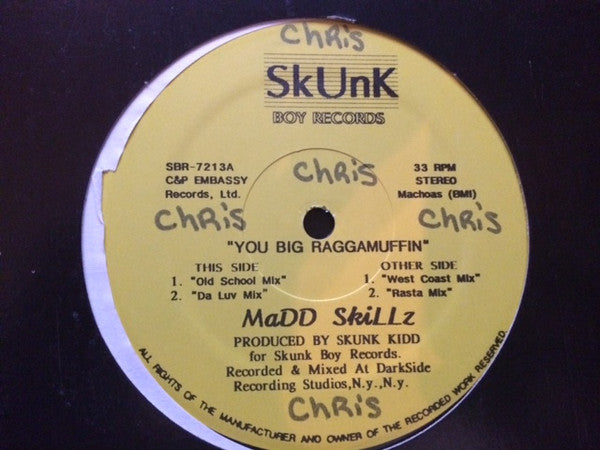 ChRiS
SkUnK
BOY RECORDS
SBR-7213A
C&P EMBASSY
Records, Ltd.
ChRiS
33 RPM
STEREO
Machoas (BMI)
ChRiS
ChRiS
"YOU BIG RAGGAMUFFIN"
THIS SIDE
1. "Old School Mix"
2. "Da Luv Mix"
OTHER SIDE
1. "West Coast Mix"
2. "Rasta Mix"
MaDD SkiLLz
PRODUCED BY SKUNK KIDD
for Skunk Boy Records.
Recorded & Mixed At DarkSide
Recording Studios,N.y.,N.y.
ChRiS
ALL RIGHTS OF THE MANUFACTURER AND OWNER OF THE RECORDED WORK RESERVED.